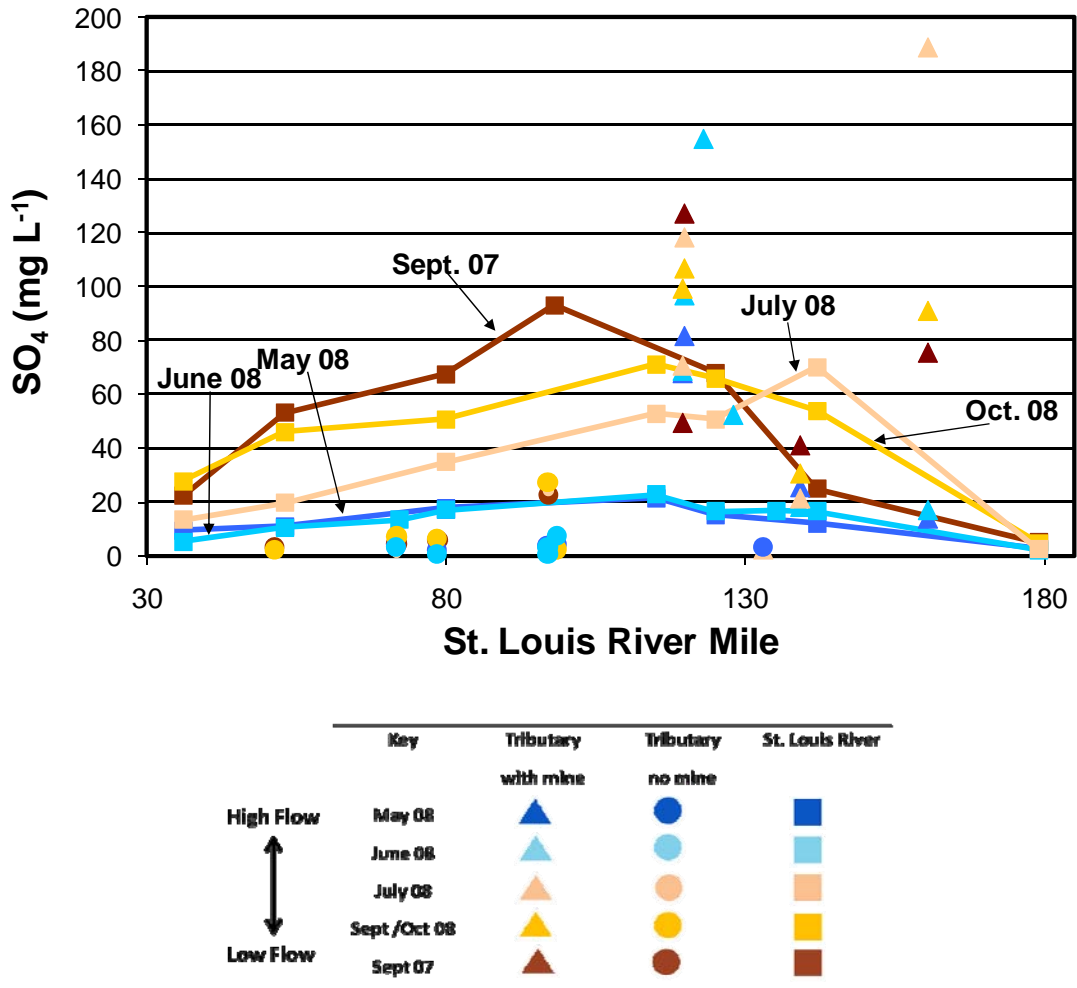 200
180
160
140
120
100
80
60
40
20
0
SO4 (mg L-1)
Sept. 07
July 08
May 08
June 08
Oct. 08
30 80 130 180
St. Louis River Mile
Key Tributary with mine Tributary no mine St. Louis River
High Flow
Low Flow
May 08
June 08
July 08
Sept /Oct 08
Sept 07